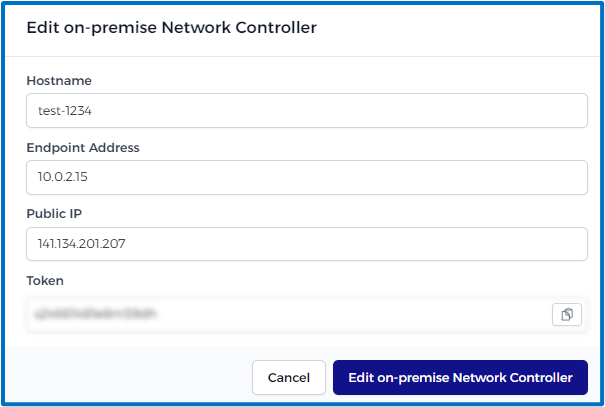 Edit on-premise Network Controller
Hostname
test-1234
Endpoint Address
10.0.2.15
Public IP
141.134.201.207
Token
Cancel
Edit on-premise Network Controller